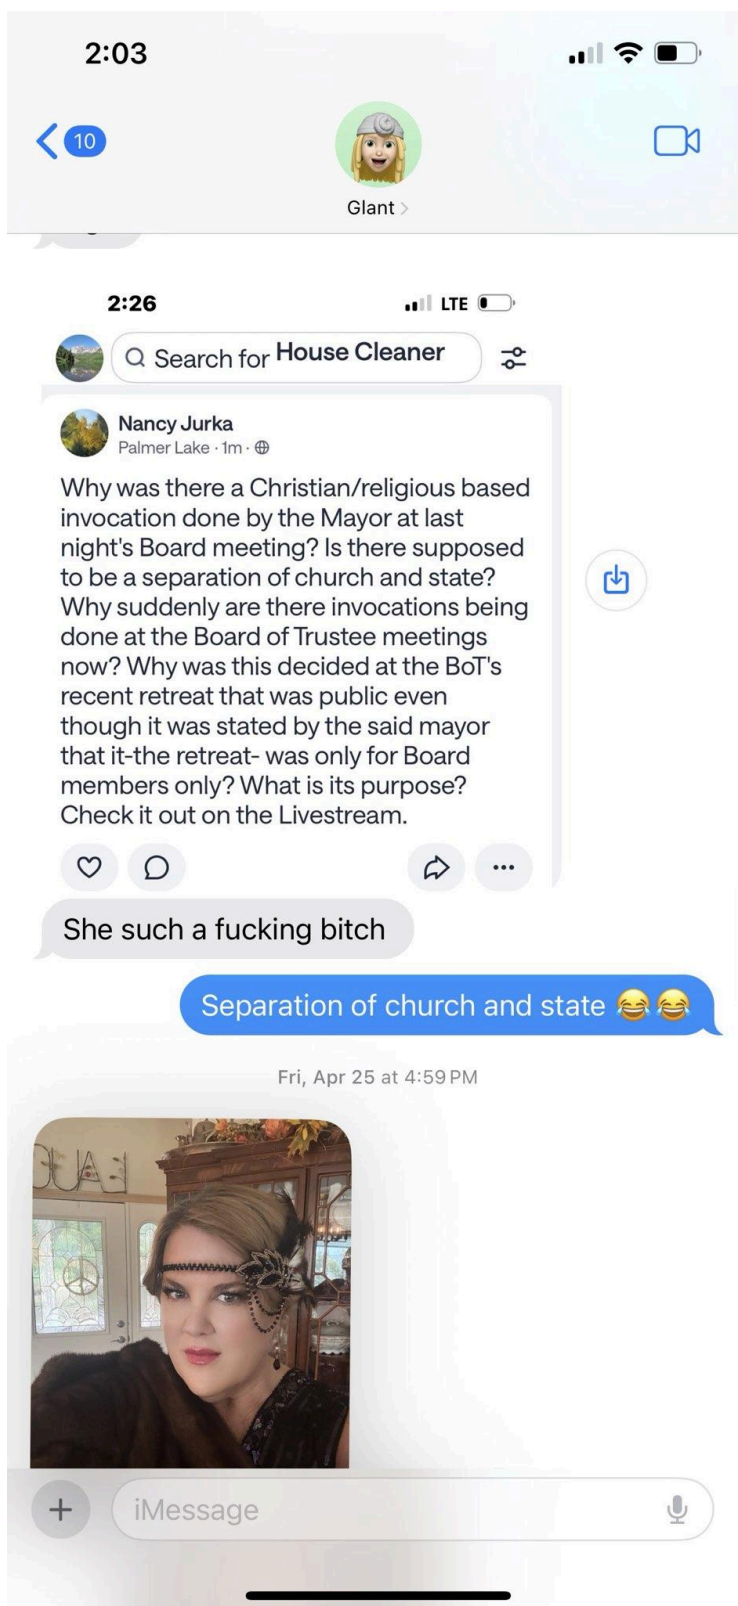 2:03
10
Glant
2:26
LTE
Search for House Cleaner
Nancy Jurka
Palmer Lake · 1m ·
Why was there a Christian/religious based
invocation done by the Mayor at last
night's Board meeting? Is there supposed
to be a separation of church and state?
Why suddenly are there invocations being
done at the Board of Trustee meetings
now? Why was this decided at the BoT's
recent retreat that was public even
though it was stated by the said mayor
that it-the retreat- was only for Board
members only? What is its purpose?
Check it out on the Livestream.
She such a fucking bitch
Separation of church and state 😂😂
Fri, Apr 25 at 4:59 PM
iMessage